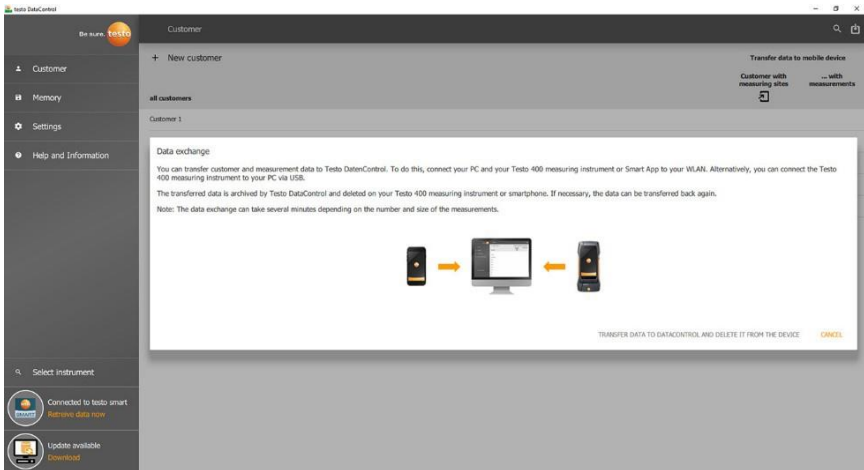 testo DataControl
Be sure. testo
Customer
Customer
Memory
Settings
Help and Information
+ New customer
Transfer data to mobile device
Customer with
measuring sites
... with
measurements
all customers
Customer 1
Data exchange
You can transfer customer and measurement data to Testo DatenControl. To do this, connect your PC and your Testo 400 measuring instrument or Smart App to your WLAN. Alternatively, you can connect the Testo
400 measuring instrument to your PC via USB.
The transferred data is archived by Testo DataControl and deleted on your Testo 400 measuring instrument or smartphone. If necessary, the data can be transferred back again.
Note: The data exchange can take several minutes depending on the number and size of the measurements.
TRANSFER DATA TO DATACONTROL AND DELETE IT FROM THE DEVICE
CANCEL
Select instrument
SMART
Connected to testo smart
Retreive data now
Update available
Download